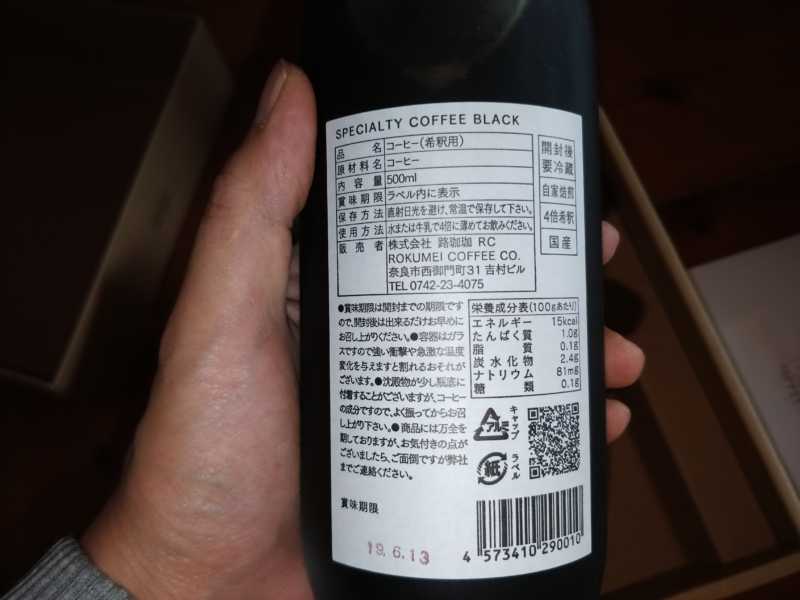 SPECIALTY COFFEE BLACK
品名 コーヒー(希釈用)
原材料名 コーヒー
内容量 500ml
賞味期限 ラベル内に表示
保存方法 直射日光を避け、常温で保存して下さい。
使用方法 水または牛乳で4倍に薄めてお飲みください。
販売者 株式会社 路珈珈 RC
ROKUMEI COFFEE CO.
奈良市西御門町31 吉村ビル
TEL 0742-23-4075
開封後
要冷蔵
自家焙煎
4倍希釈
国産
●賞味期限は開封までの期限です
ので、開封後は出来るだけお早めに
お召し上がりください。●容器はガラ
スですので強い衝撃や急激な温度
変化を与えますと割れるおそれが
ございます。●沈殿物が少し瓶底に
付着することがございますが、コーヒー
の成分ですので、よく振ってからお召
し上がり下さい。●商品には万全を
期しておりますが、お気付きの点が
ございましたら、ご面倒ですが弊社
までご連絡ください。
栄養成分表(100gあたり)
エネルギー 15kcal
たんぱく質 1.0g
脂質 0.1g
炭水化物 2.4g
ナトリウム 81mg
糖類 0.1g
アルミ
キャップ
紙
ラベル
賞味期限
19.6.13
4 573410 290010